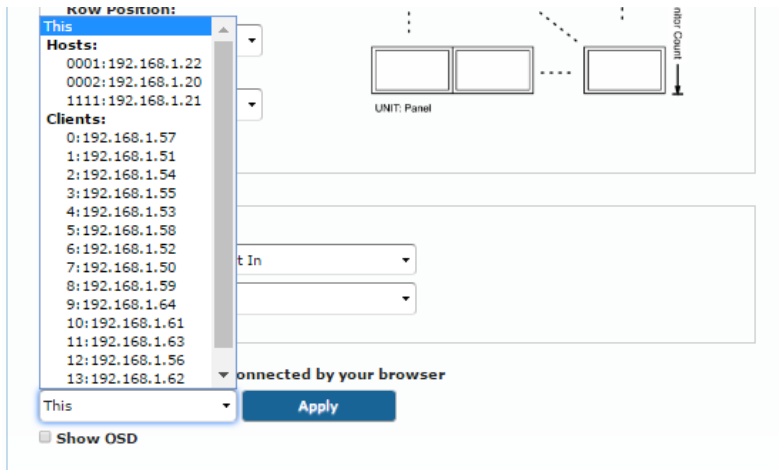 Row Position:
This
Hosts:
0001:192.168.1.22
0002:192.168.1.20
1111:192.168.1.21
Clients:
0:192.168.1.57
1:192.168.1.51
2:192.168.1.54
3:192.168.1.55
4:192.168.1.53
5:192.168.1.58
6:192.168.1.52
7:192.168.1.50
8:192.168.1.59
9:192.168.1.64
10:192.168.1.61
11:192.168.1.63
12:192.168.1.56
13:192.168.1.62
UNIT: Panel
nitor Count
t In
onnected by your browser
This
Apply
Show OSD